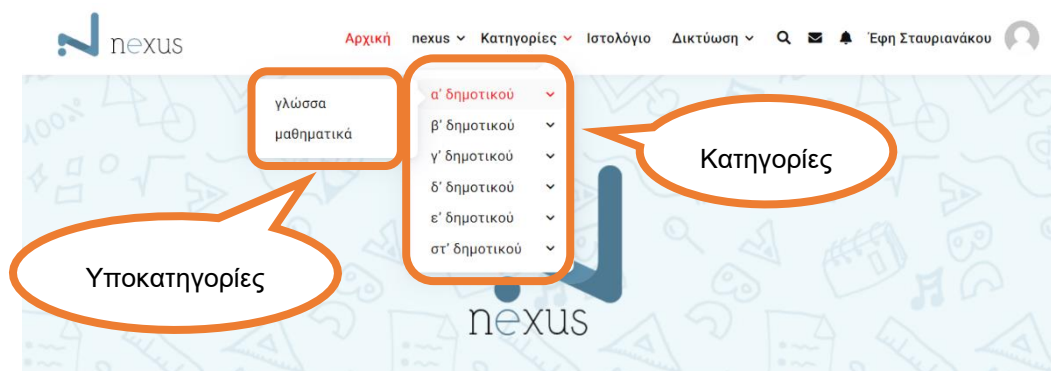 nexus
Αρχική nexus Κατηγορίες Ιστολόγιο Δικτύωση Έφη Σταυριανάκου
γλώσσα
μαθηματικά
α' δημοτικού
β' δημοτικού
γ' δημοτικού
δ' δημοτικού
ε' δημοτικού
στ' δημοτικού
Κατηγορίες
Υποκατηγορίες
nexus
100%